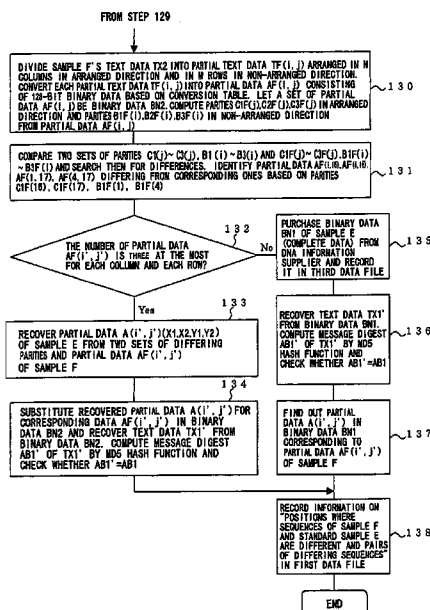 FROM STEP 129
DIVIDE SAMPLE F'S TEXT DATA TX2 INTO PARTIAL TEXT DATA TF(i,j) ARRANGED IN N
COLUMNS IN ARRANGED DIRECTION AND IN M ROWS IN NON-ARRANGED DIRECTION.
CONVERT EACH PARTIAL TEXT DATA TF(i,j) INTO PARTIAL DATA AF(i,j) CONSISTING
OF 128-BIT BINARY DATA BASED ON CONVERSION TABLE. LET A SET OF PARTIAL
DATA AF(i,j) BE BINARY DATA BN2. COMPUTE PARITIES C1F(j),C2F(j),C3F(j) IN ARRANGED
DIRECTION AND PARITIES B1F(i),B2F(i),B3F(i) IN NON-ARRANGED DIRECTION
FROM PARTIAL DATA AF(i,j)
130
COMPARE TWO SETS OF PARTIES C1(j)~C3(j), B1(i)~B3(i) AND C1F(j)~C3F(j),B1F(i)
~B3F(i) AND SEARCH THEM FOR DIFFERENCES. IDENTIFY PARTIAL DATA AF(1,16),AF(4,16),
AF(1,17), AF(4,17) DIFFERING FROM CORRESPONDING ONES BASED ON PARTIES
C1F(16), C1F(17), B1F(1), B1F(4)
131
132
THE NUMBER OF PARTIAL DATA
AF(i',j') IS THREE AT THE MOST
FOR EACH COLUMN AND EACH ROW?
No
Yes
PURCHASE BINARY DATA
BN1 OF SAMPLE E
(COMPLETE DATA) FROM
DNA INFORMATION
SUPPLIER AND RECORD
IT IN THIRD DATA FILE
135
133
RECOVER PARTIAL DATA A(i',j')(X1,X2,Y1,Y2)
OF SAMPLE E FROM TWO SETS OF DIFFERING
PARITIES AND PARTIAL DATA AF(i',j')
OF SAMPLE F
RECOVER TEXT DATA TX1'
FROM BINARY DATA BN1.
COMPUTE MESSAGE DIGEST
AB1' OF TX1' BY MD5
HASH FUNCTION AND
CHECK WHETHER AB1'=AB1
136
134
SUBSTITUTE RECOVERED PARTIAL DATA A(i',j') FOR
CORRESPONDING DATA AF(i',j') IN BINARY
DATA BN2 AND RECOVER TEXT DATA TX1' FROM
BINARY DATA BN2. COMPUTE MESSAGE DIGEST
AB1' OF TX1' BY MD5 HASH FUNCTION AND
CHECK WHETHER AB1'=AB1
FIND OUT PARTIAL
DATA A(i',j') IN
BINARY DATA BN1
CORRESPONDING TO
PARTIAL DATA AF(i',j')
OF SAMPLE F
137
RECORD INFORMATION ON
"POSITIONS WHERE
SEQUENCES OF SAMPLE F
AND STANDARD SAMPLE E
ARE DIFFERENT AND PAIRS
OF DIFFERING SEQUENCES"
IN FIRST DATA FILE
138
END